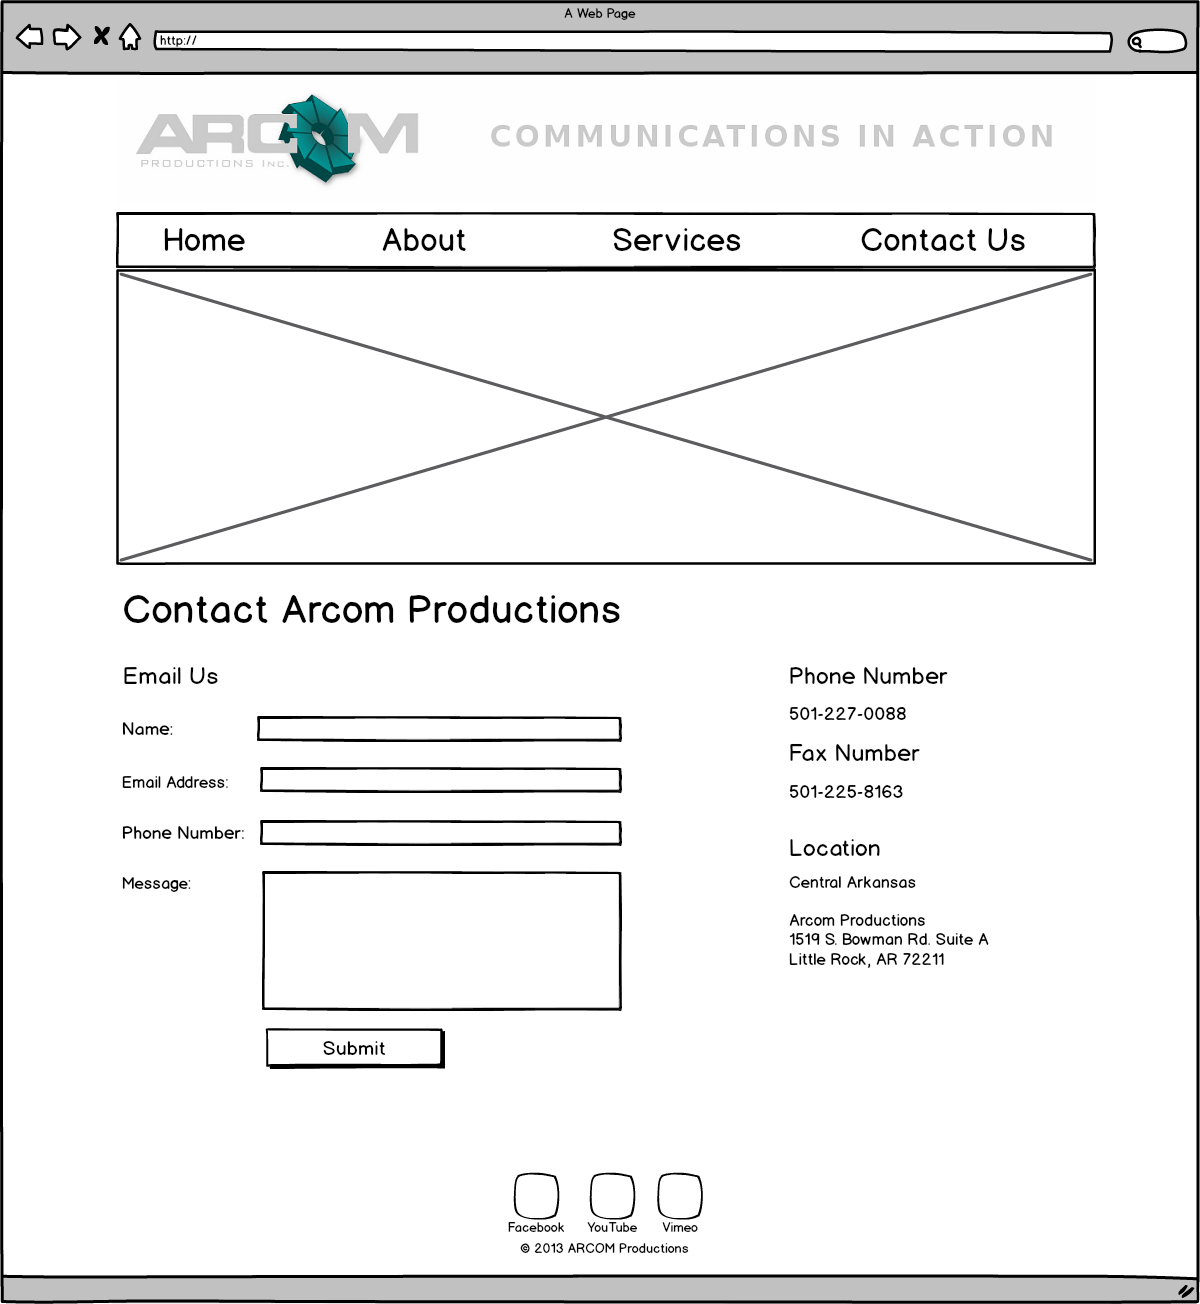 A Web Page
http://
ARCOM
PRODUCTIONS INC.
COMMUNICATIONS IN ACTION
Home About Services Contact Us
Contact Arcom Productions
Email Us
Name:
Email Address:
Phone Number:
Message:
Submit
Phone Number
501-227-0088
Fax Number
501-225-8163
Location
Central Arkansas
Arcom Productions
1519 S. Bowman Rd. Suite A
Little Rock, AR 72211
Facebook YouTube Vimeo
© 2013 ARCOM Productions